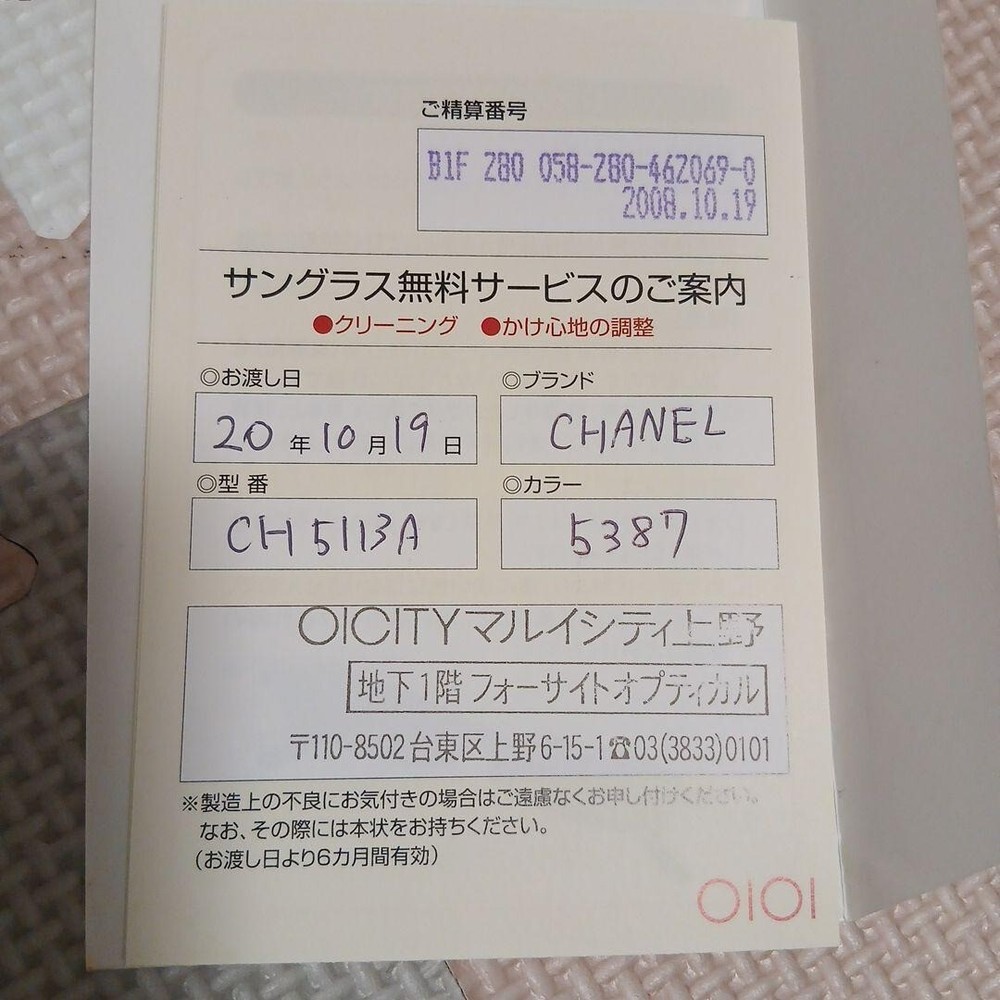 ご精算番号
B1F 280 058-280-462069-0
2008.10.19
サングラス無料サービスのご案内
●クリーニング ●かけ心地の調整
◎お渡し日
20年10月19日
◎ブランド
CHANEL
◎型番
CH5113A
◎カラー
5387
OICITYマルイシティ上野
地下1階 フォーサイトオプティカル
〒110-8502 台東区上野6-15-1☎03(3833)0101
※製造上の不良にお気付きの場合はご遠慮なくお申し付けください。
なお、その際には本状をお持ちください。
(お渡し日より6カ月間有効)
OIOI